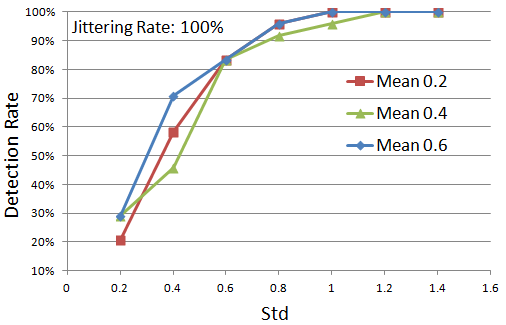 100%
90%
80%
70%
60%
50%
40%
30%
20%
10%
Detection Rate
Jittering Rate: 100%
Mean 0.2
Mean 0.4
Mean 0.6
0 0.2 0.4 0.6 0.8 1 1.2 1.4 1.6
Std